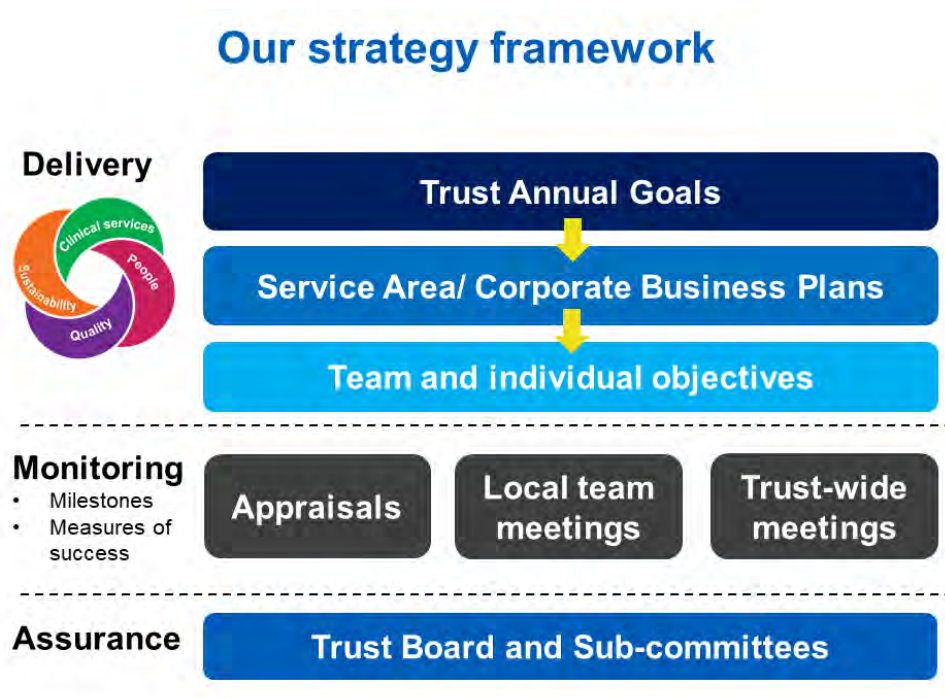 Our strategy framework
Delivery
Clinical services
People
Quality
Sustainability
Trust Annual Goals
Service Area/ Corporate Business Plans
Team and individual objectives
Monitoring
• Milestones
• Measures of
success
Appraisals
Local team
meetings
Trust-wide
meetings
Assurance
Trust Board and Sub-committees